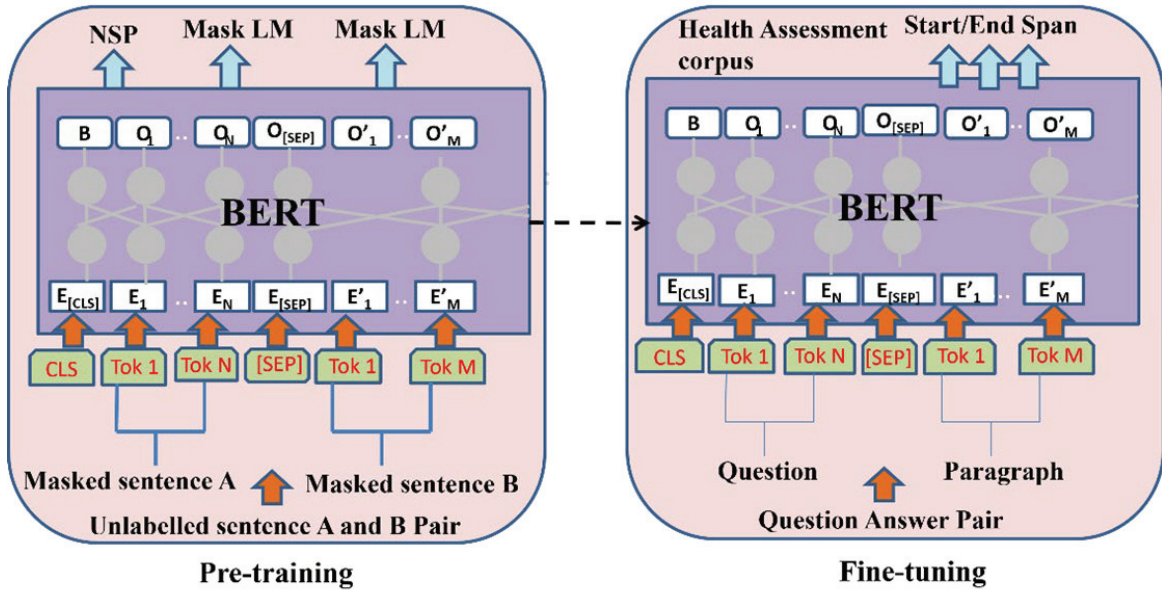 NSP Mask LM Mask LM
B O1 .. ON O[SEP] O'1 .. O'M
BERT
E[CLS] E1 .. EN E[SEP] E'1 .. E'M
CLS Tok 1 Tok N [SEP] Tok 1 Tok M
Masked sentence A Masked sentence B
Unlabelled sentence A and B Pair
Pre-training
Health Assessment
corpus
Start/End Span
B O1 .. ON O[SEP] O'1 .. O'M
BERT
E[CLS] E1 .. EN E[SEP] E'1 ... E'M
CLS Tok 1 Tok N [SEP] Tok 1 Tok M
Question Paragraph
Question Answer Pair
Fine-tuning